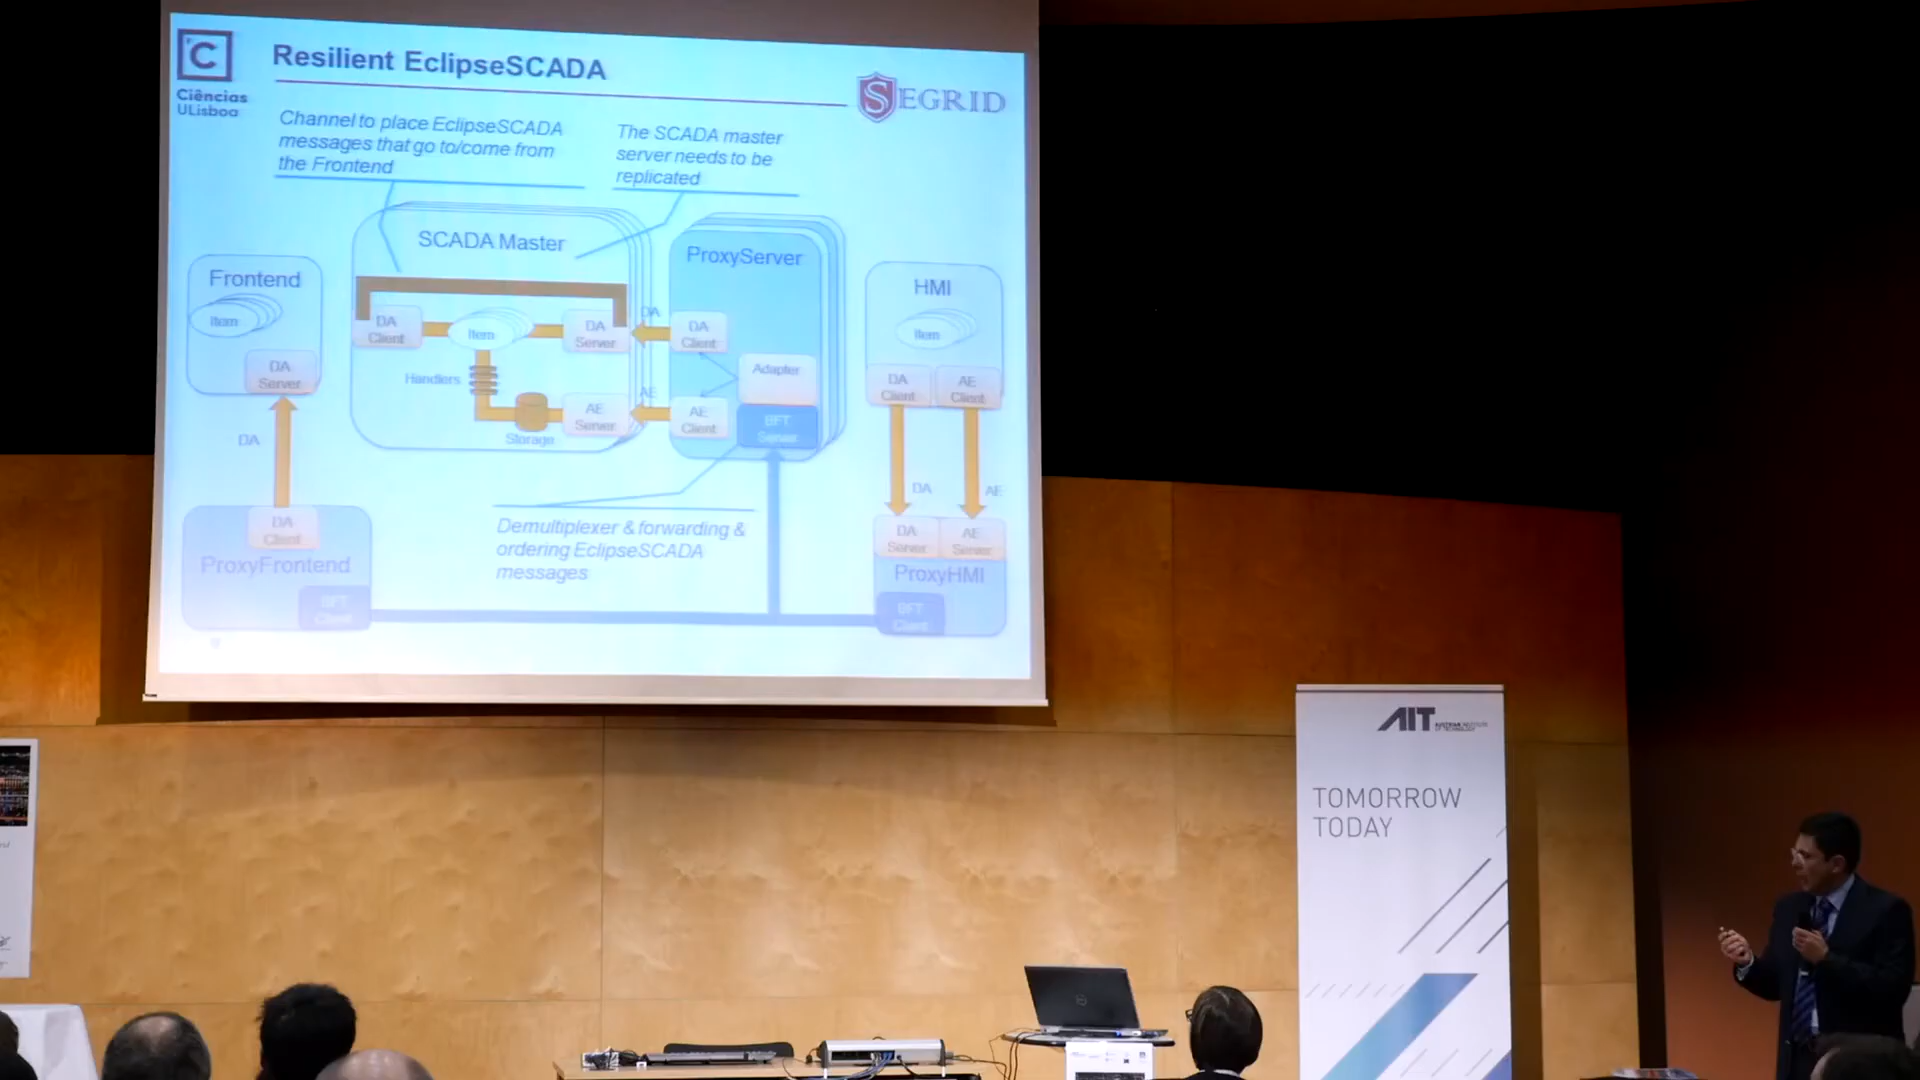 C
Ciências
ULisboa
Resilient EclipseSCADA
SEGRID
Channel to place EclipseSCADA
messages that go to/come from
the Frontend
The SCADA master
server needs to be
replicated
Frontend
Item
DA
Server
DA
SCADA Master
DA
Client
Item
DA
Server
Handlers
Storage
AE
Server
DA
AE
ProxyServer
DA
Client
Adapter
AE
Client
BFT
Server
HMI
Item
DA
Client
AE
Client
DA
AE
DA
Client
ProxyFrontend
BFT
Client
Demultiplexer & forwarding &
ordering EclipseSCADA
messages
DA
Server
AE
Server
ProxyHMI
BFT
Client
AIT
AUSTRIAN INSTITUTE
OF TECHNOLOGY
TOMORROW
TODAY